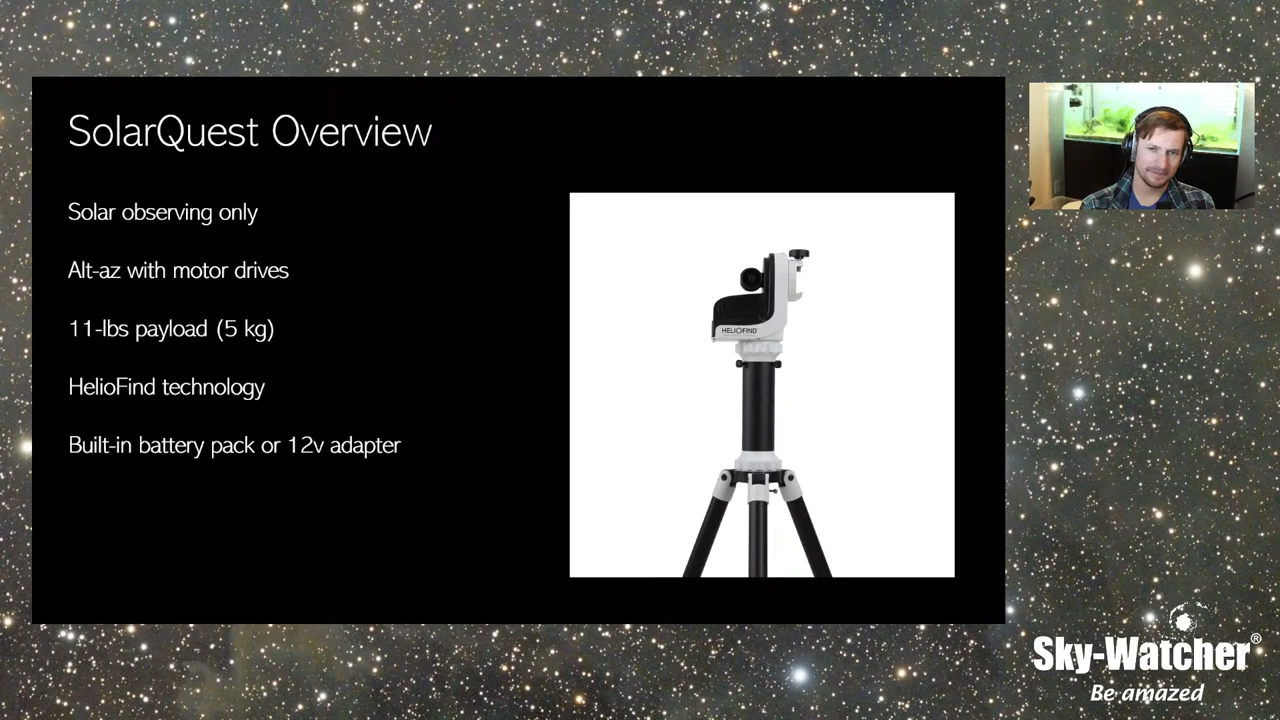 SolarQuest Overview
Solar observing only
Alt-az with motor drives
11-lbs payload (5 kg)
HelioFind technology
Built-in battery pack or 12v adapter
HELIOFIND
Sky-Watcher®
Be amazed